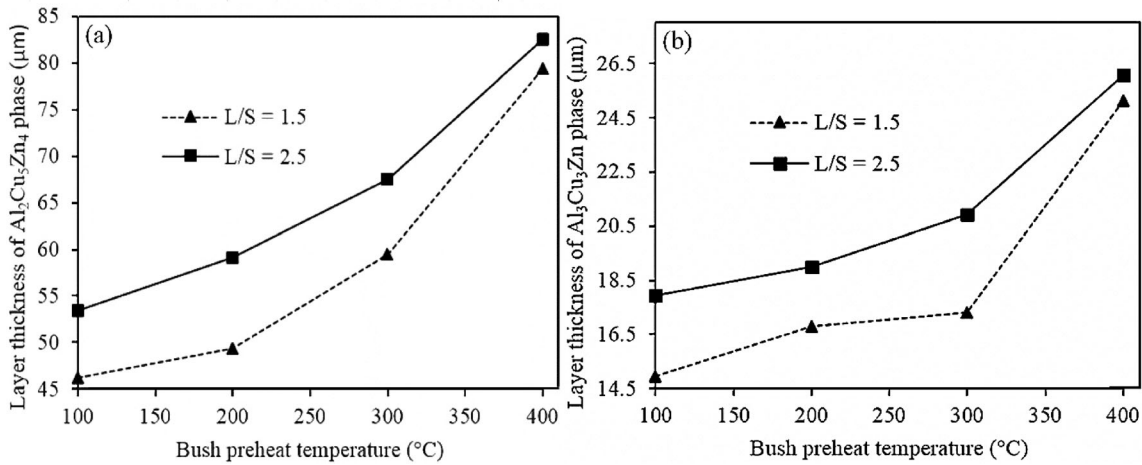 (a)
Layer thickness of Al₂Cu₅Zn₄ phase (μm)
85
80
75
70
65
60
55
50
45
L/S = 1.5
L/S = 2.5
100 150 200 250 300 350 400
Bush preheat temperature (°C)
(b)
Layer thickness of Al₃Cu₃Zn phase (μm)
26.5
24.5
22.5
20.5
18.5
16.5
14.5
L/S = 1.5
L/S = 2.5
100 150 200 250 300 350 400
Bush preheat temperature (°C)